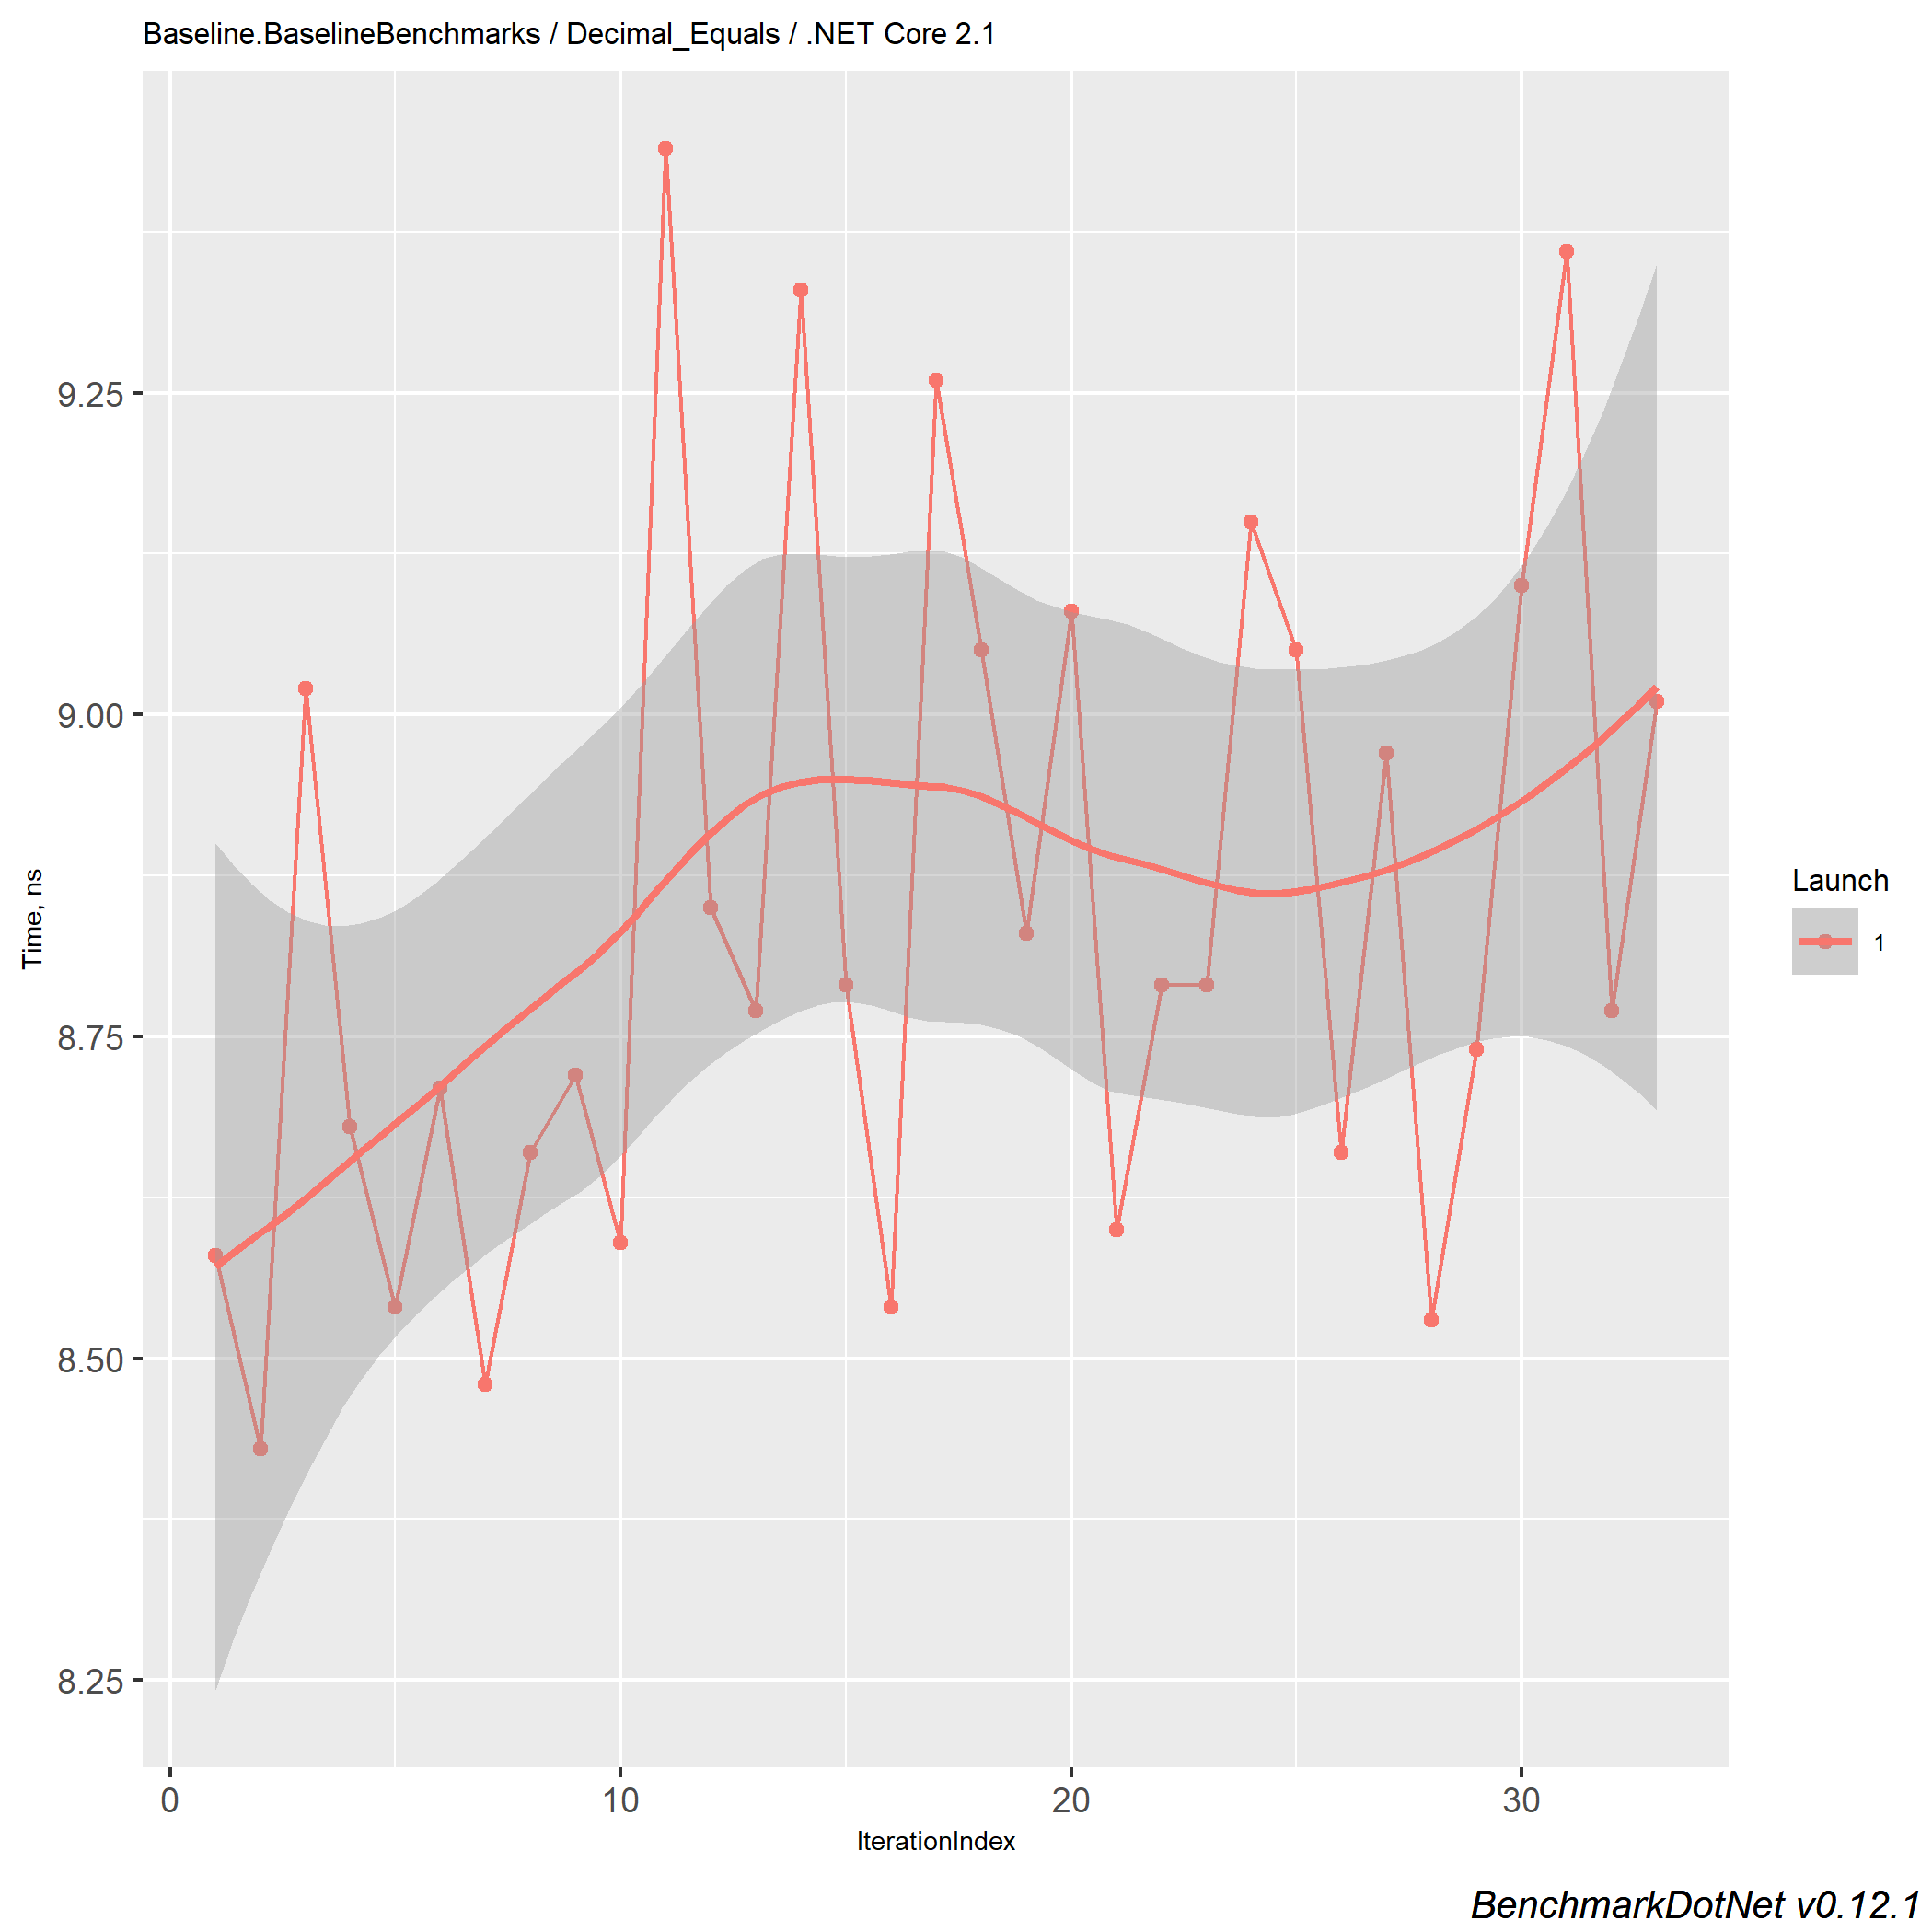 Baseline.BaselineBenchmarks / Decimal_Equals / .NET Core 2.1
9.25
9.00
8.75
8.50
8.25
Time, ns
0 10 20 30
IterationIndex
Launch
1
BenchmarkDotNet v0.12.1